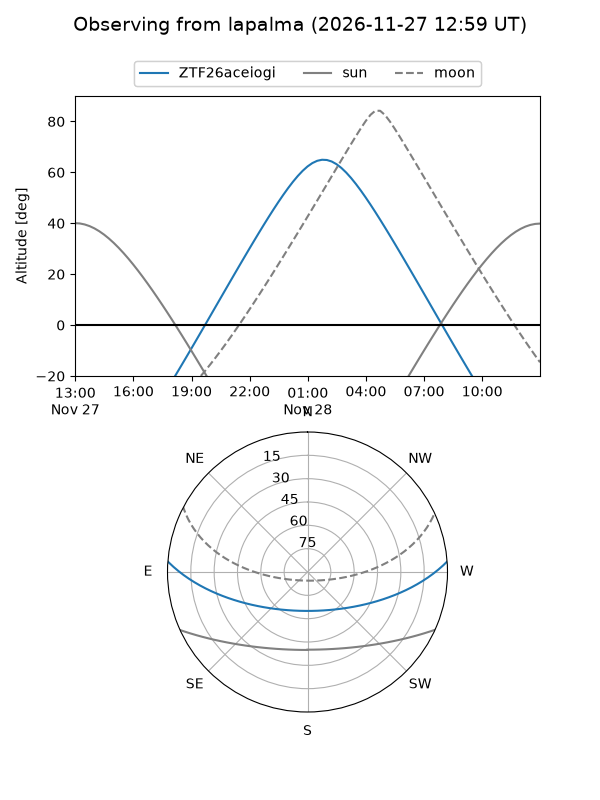 Observing from lapalma (2026-11-27 12:59 UT)
ZTF26aceiogi sun moon
Altitude [deg]
80
60
40
20
0
−20
13:00 16:00 19:00 22:00 01:00 04:00 07:00 10:00
Nov 27 Nov 28
N
NE NW
15
30
45
60
75
E W
SE SW
S